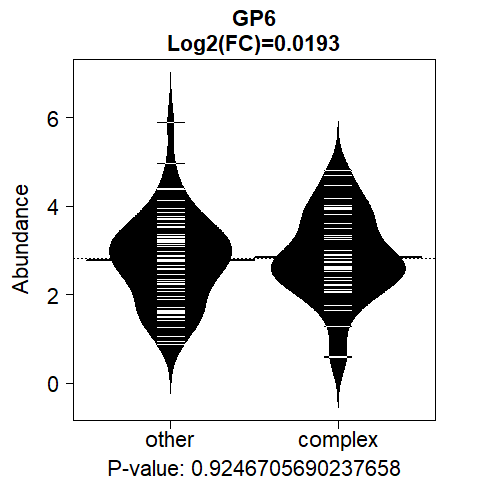 GP6
Log2(FC)=0.0193
Abundance
6
4
2
0
other complex
P-value: 0.9246705690237658